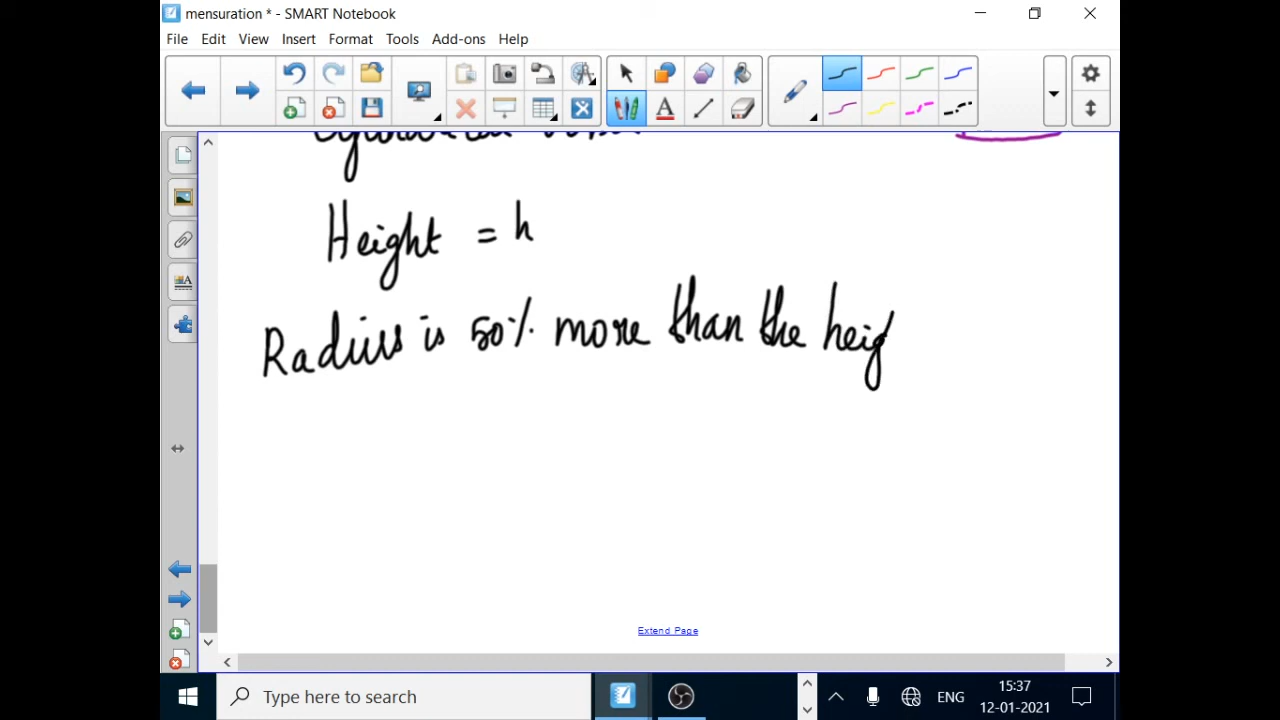 mensuration * - SMART Notebook
File Edit View Insert Format Tools Add-ons Help
Height = h
Radius is 50% more than the heig
Extend Page
Type here to search
ENG
15:37
12-01-2021